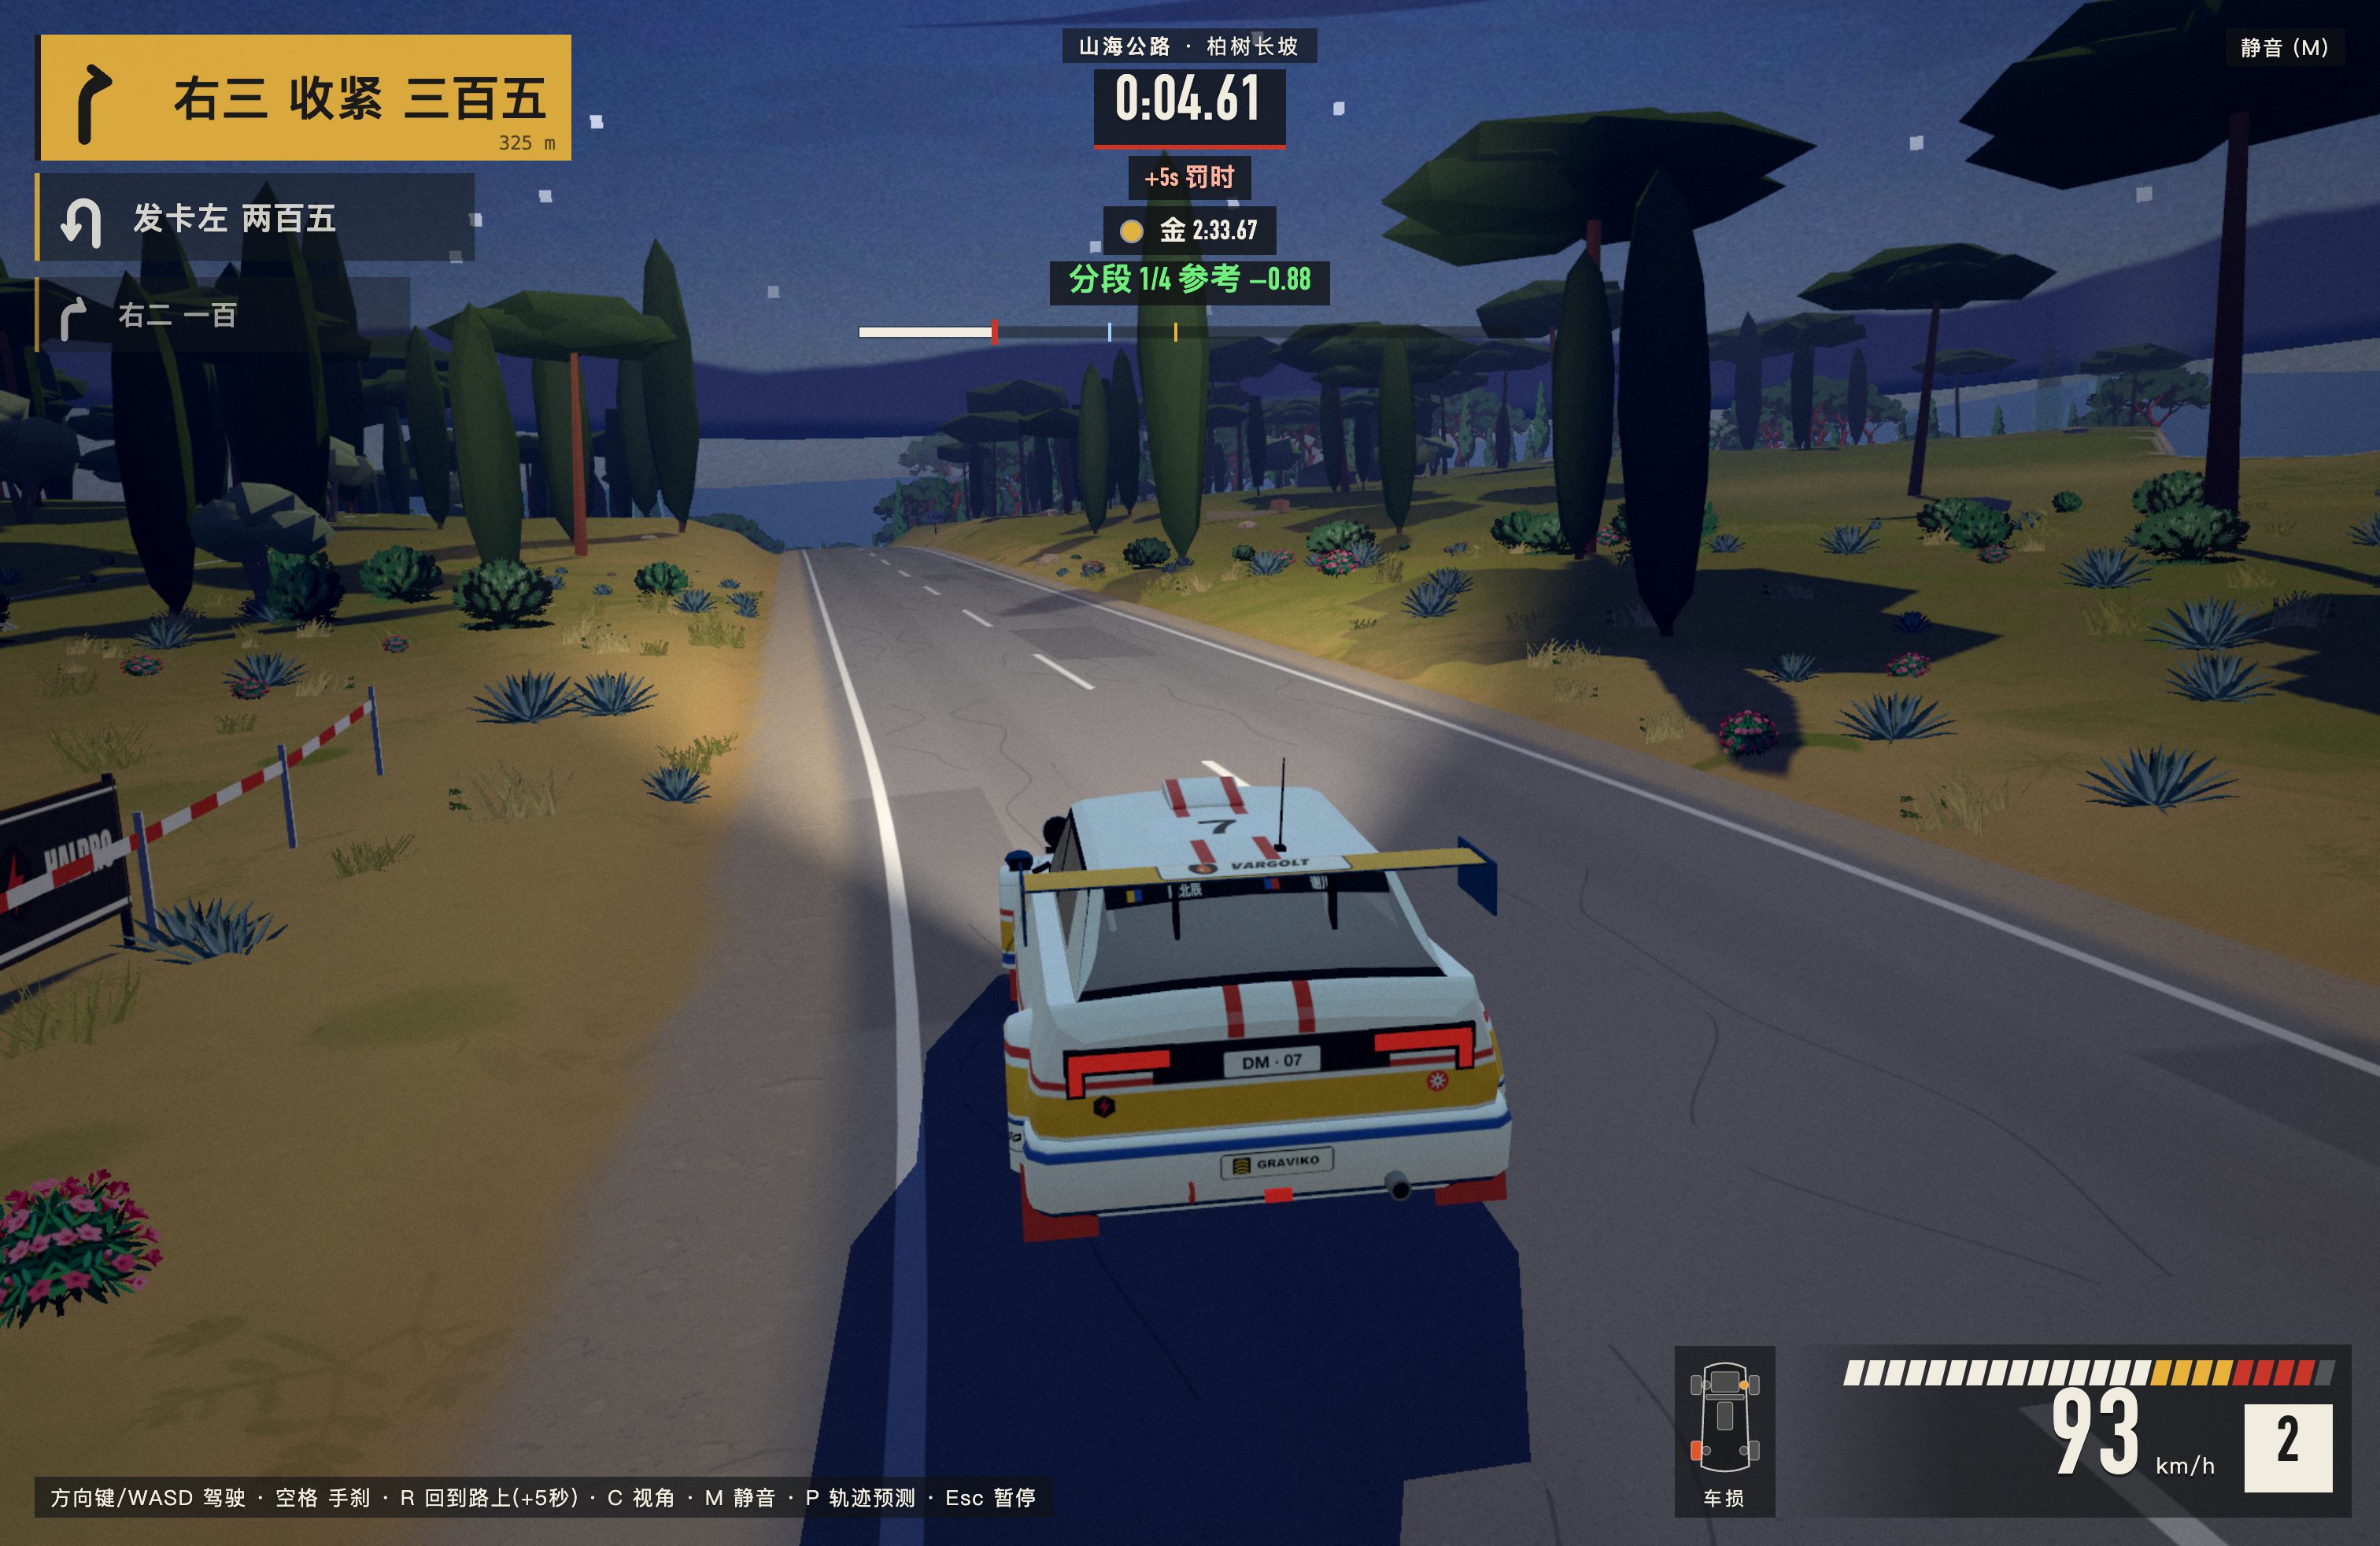 右三 收紧 三百五
325 m
发卡左 两百五
右二 一百
山海公路 · 柏树长坡
0:04.61
+5s 罚时
金 2:33.67
分段 1/4 参考 −0.88
静音 (M)
HALDRO
7
VARGOLT
北辰
DM · 07
GRAVIKO
方向键/WASD 驾驶 · 空格 手刹 · R 回到路上(+5秒) · C 视角 · M 静音 · P 轨迹预测 · Esc 暂停
车损
93 km/h
2